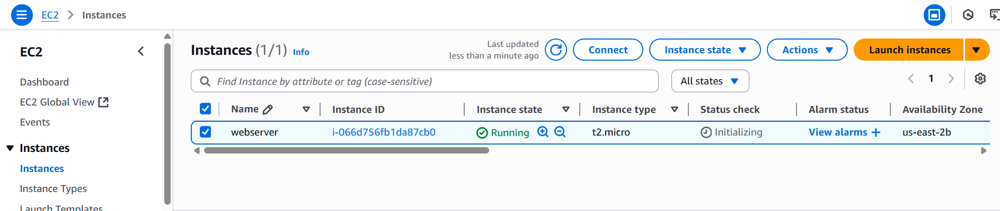 EC2 > Instances
EC2
Dashboard
EC2 Global View
Events
Instances
Instances
Instance Types
Launch Templates
Instances (1/1) Info
Last updated
less than a minute ago
Connect
Instance state
Actions
Launch instances
Find Instance by attribute or tag (case-sensitive)
All states
1
Name Instance ID Instance state Instance type Status check Alarm status Availability Zone
webserver i-066d756fb1da87cb0 Running t2.micro Initializing View alarms + us-east-2b